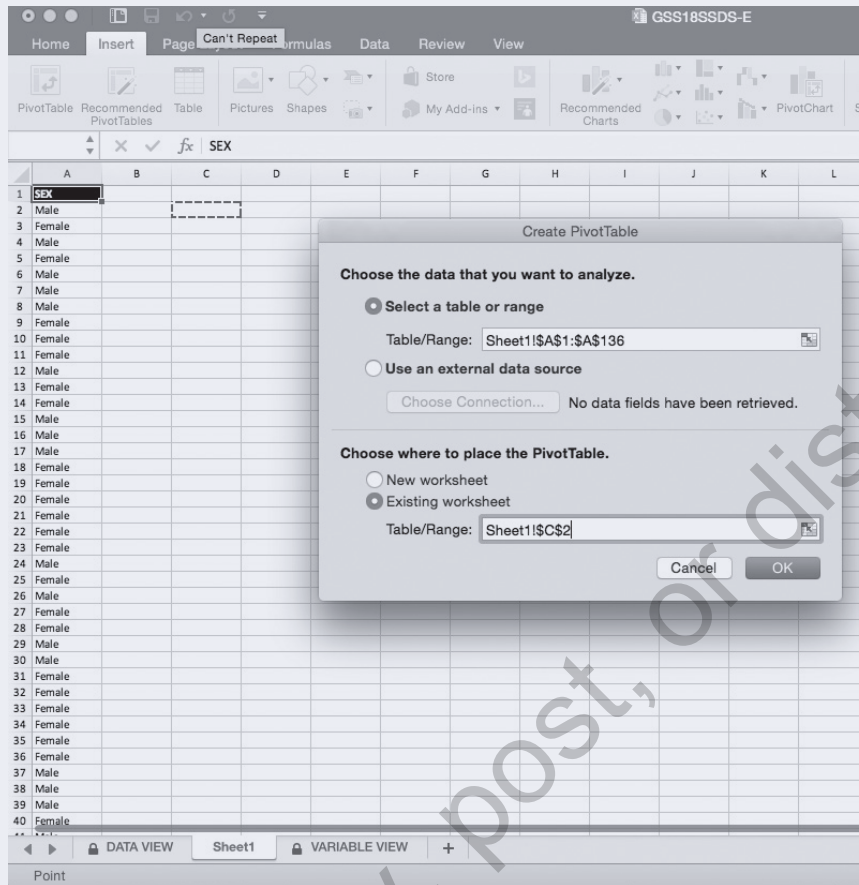 GSS18SSDS-E
Can't Repeat
Home Insert Page Formulas Data Review View
PivotTable Recommended PivotTables Table Pictures Shapes Store My Add-ins Recommended Charts PivotChart
fx SEX
A B C D E F G H I J K L
1 SEX
2 Male
3 Female
4 Male
5 Female
6 Male
7 Male
8 Male
9 Female
10 Female
11 Female
12 Male
13 Female
14 Female
15 Male
16 Male
17 Male
18 Female
19 Female
20 Female
21 Female
22 Female
23 Female
24 Male
25 Female
26 Male
27 Female
28 Female
29 Male
30 Male
31 Female
32 Female
33 Female
34 Female
35 Female
36 Female
37 Male
38 Male
39 Male
40 Female
Create PivotTable
Choose the data that you want to analyze.
Select a table or range
Table/Range: Sheet1!$A$1:$A$136
Use an external data source
Choose Connection... No data fields have been retrieved.
Choose where to place the PivotTable.
New worksheet
Existing worksheet
Table/Range: Sheet1!$C$2
Cancel OK
DATA VIEW Sheet1 VARIABLE VIEW +
Point
post, or dist